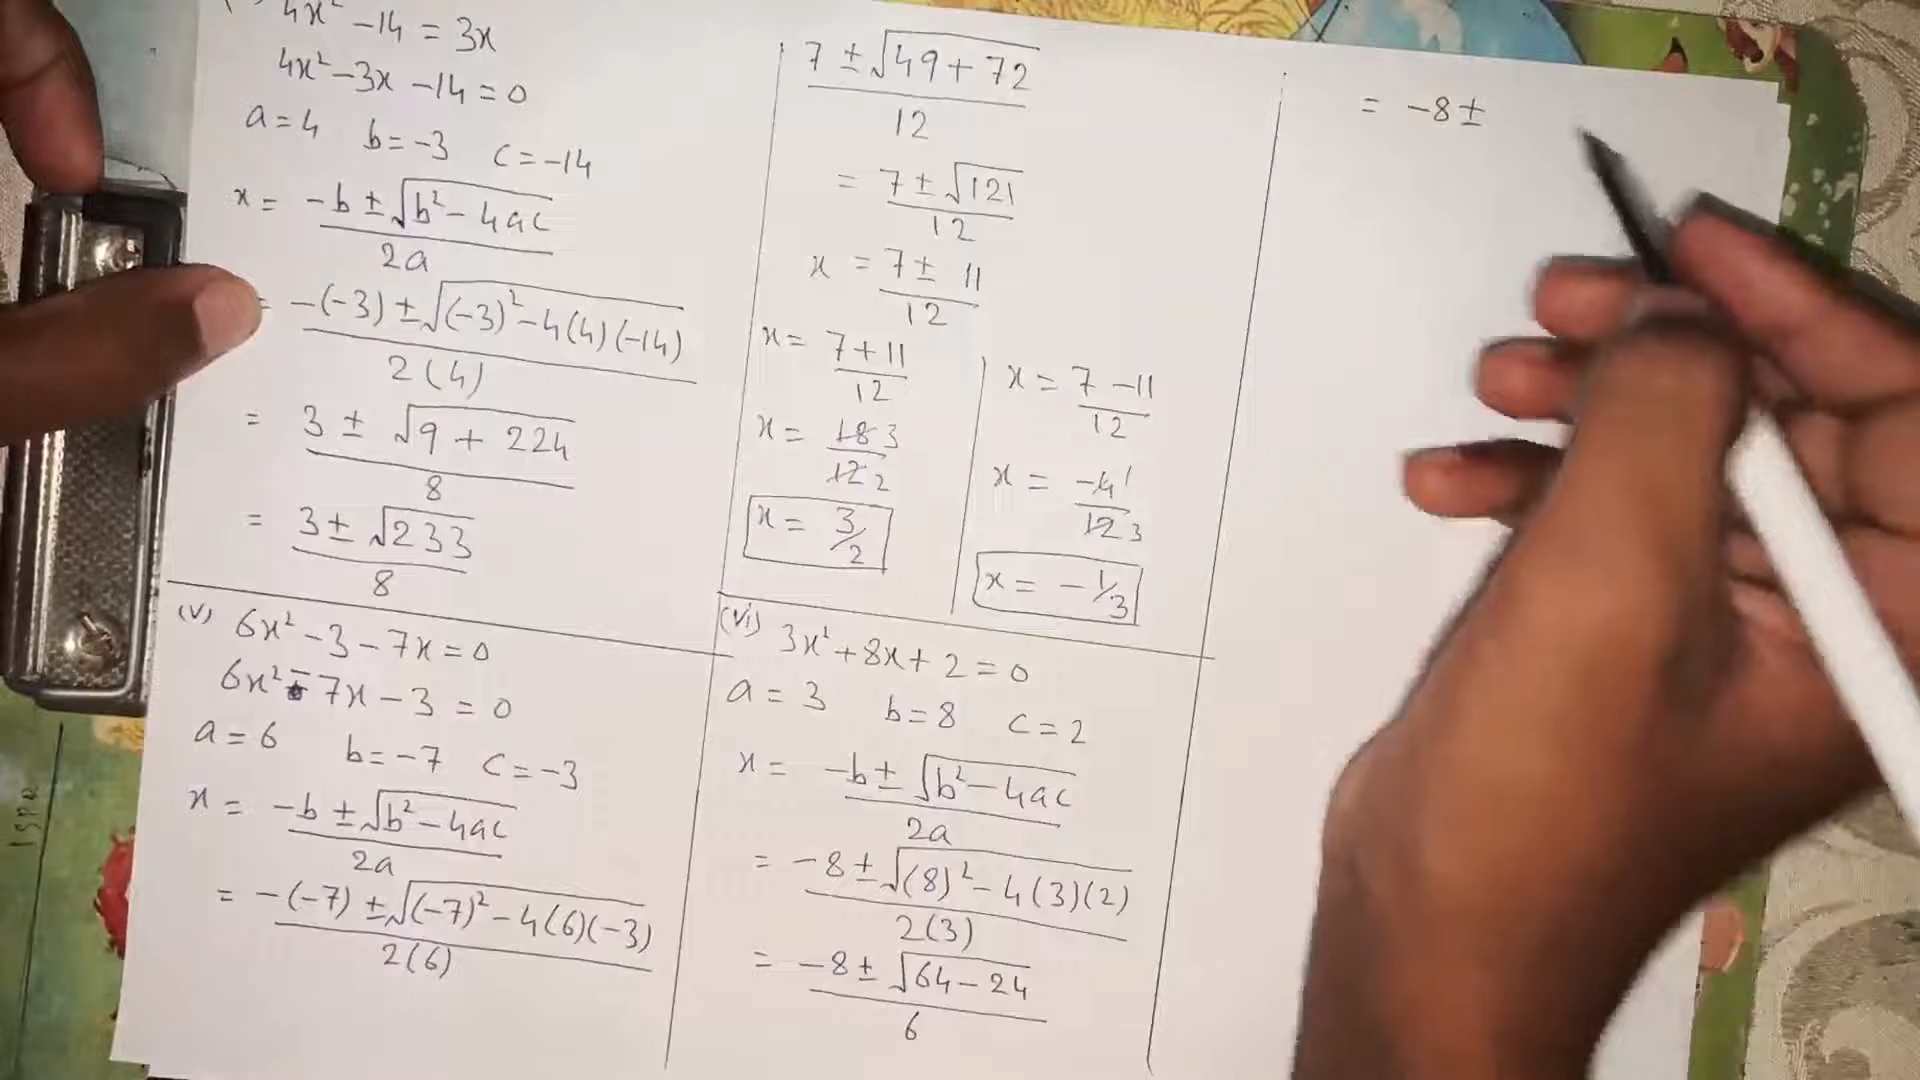 4x² - 14 = 3x
4x² - 3x - 14 = 0
a = 4 b = -3 c = -14
x = -b ± √b² - 4ac
2a
-(-3) ± √(-3)² - 4(4)(-14)
2(4)
= 3 ± √9 + 224
8
= 3 ± √233
8
(V) 6x² - 3 - 7x = 0
6x² - 7x - 3 = 0
a = 6 b = -7 c = -3
x = -b ± √b² - 4ac
2a
= -(-7) ± √(-7)² - 4(6)(-3)
2(6)
7 ± √49 + 72
12
= 7 ± √121
12
x = 7 ± 11
12
x = 7 + 11
12
x = 18 3
12 2
x = 3/2
x = 7 - 11
12
x = -4 1
12 3
x = -1/3
(Vi) 3x² + 8x + 2 = 0
a = 3 b = 8 c = 2
x = -b ± √b² - 4ac
2a
= -8 ± √(8)² - 4(3)(2)
2(3)
= -8 ± √64 - 24
6
= -8 ±